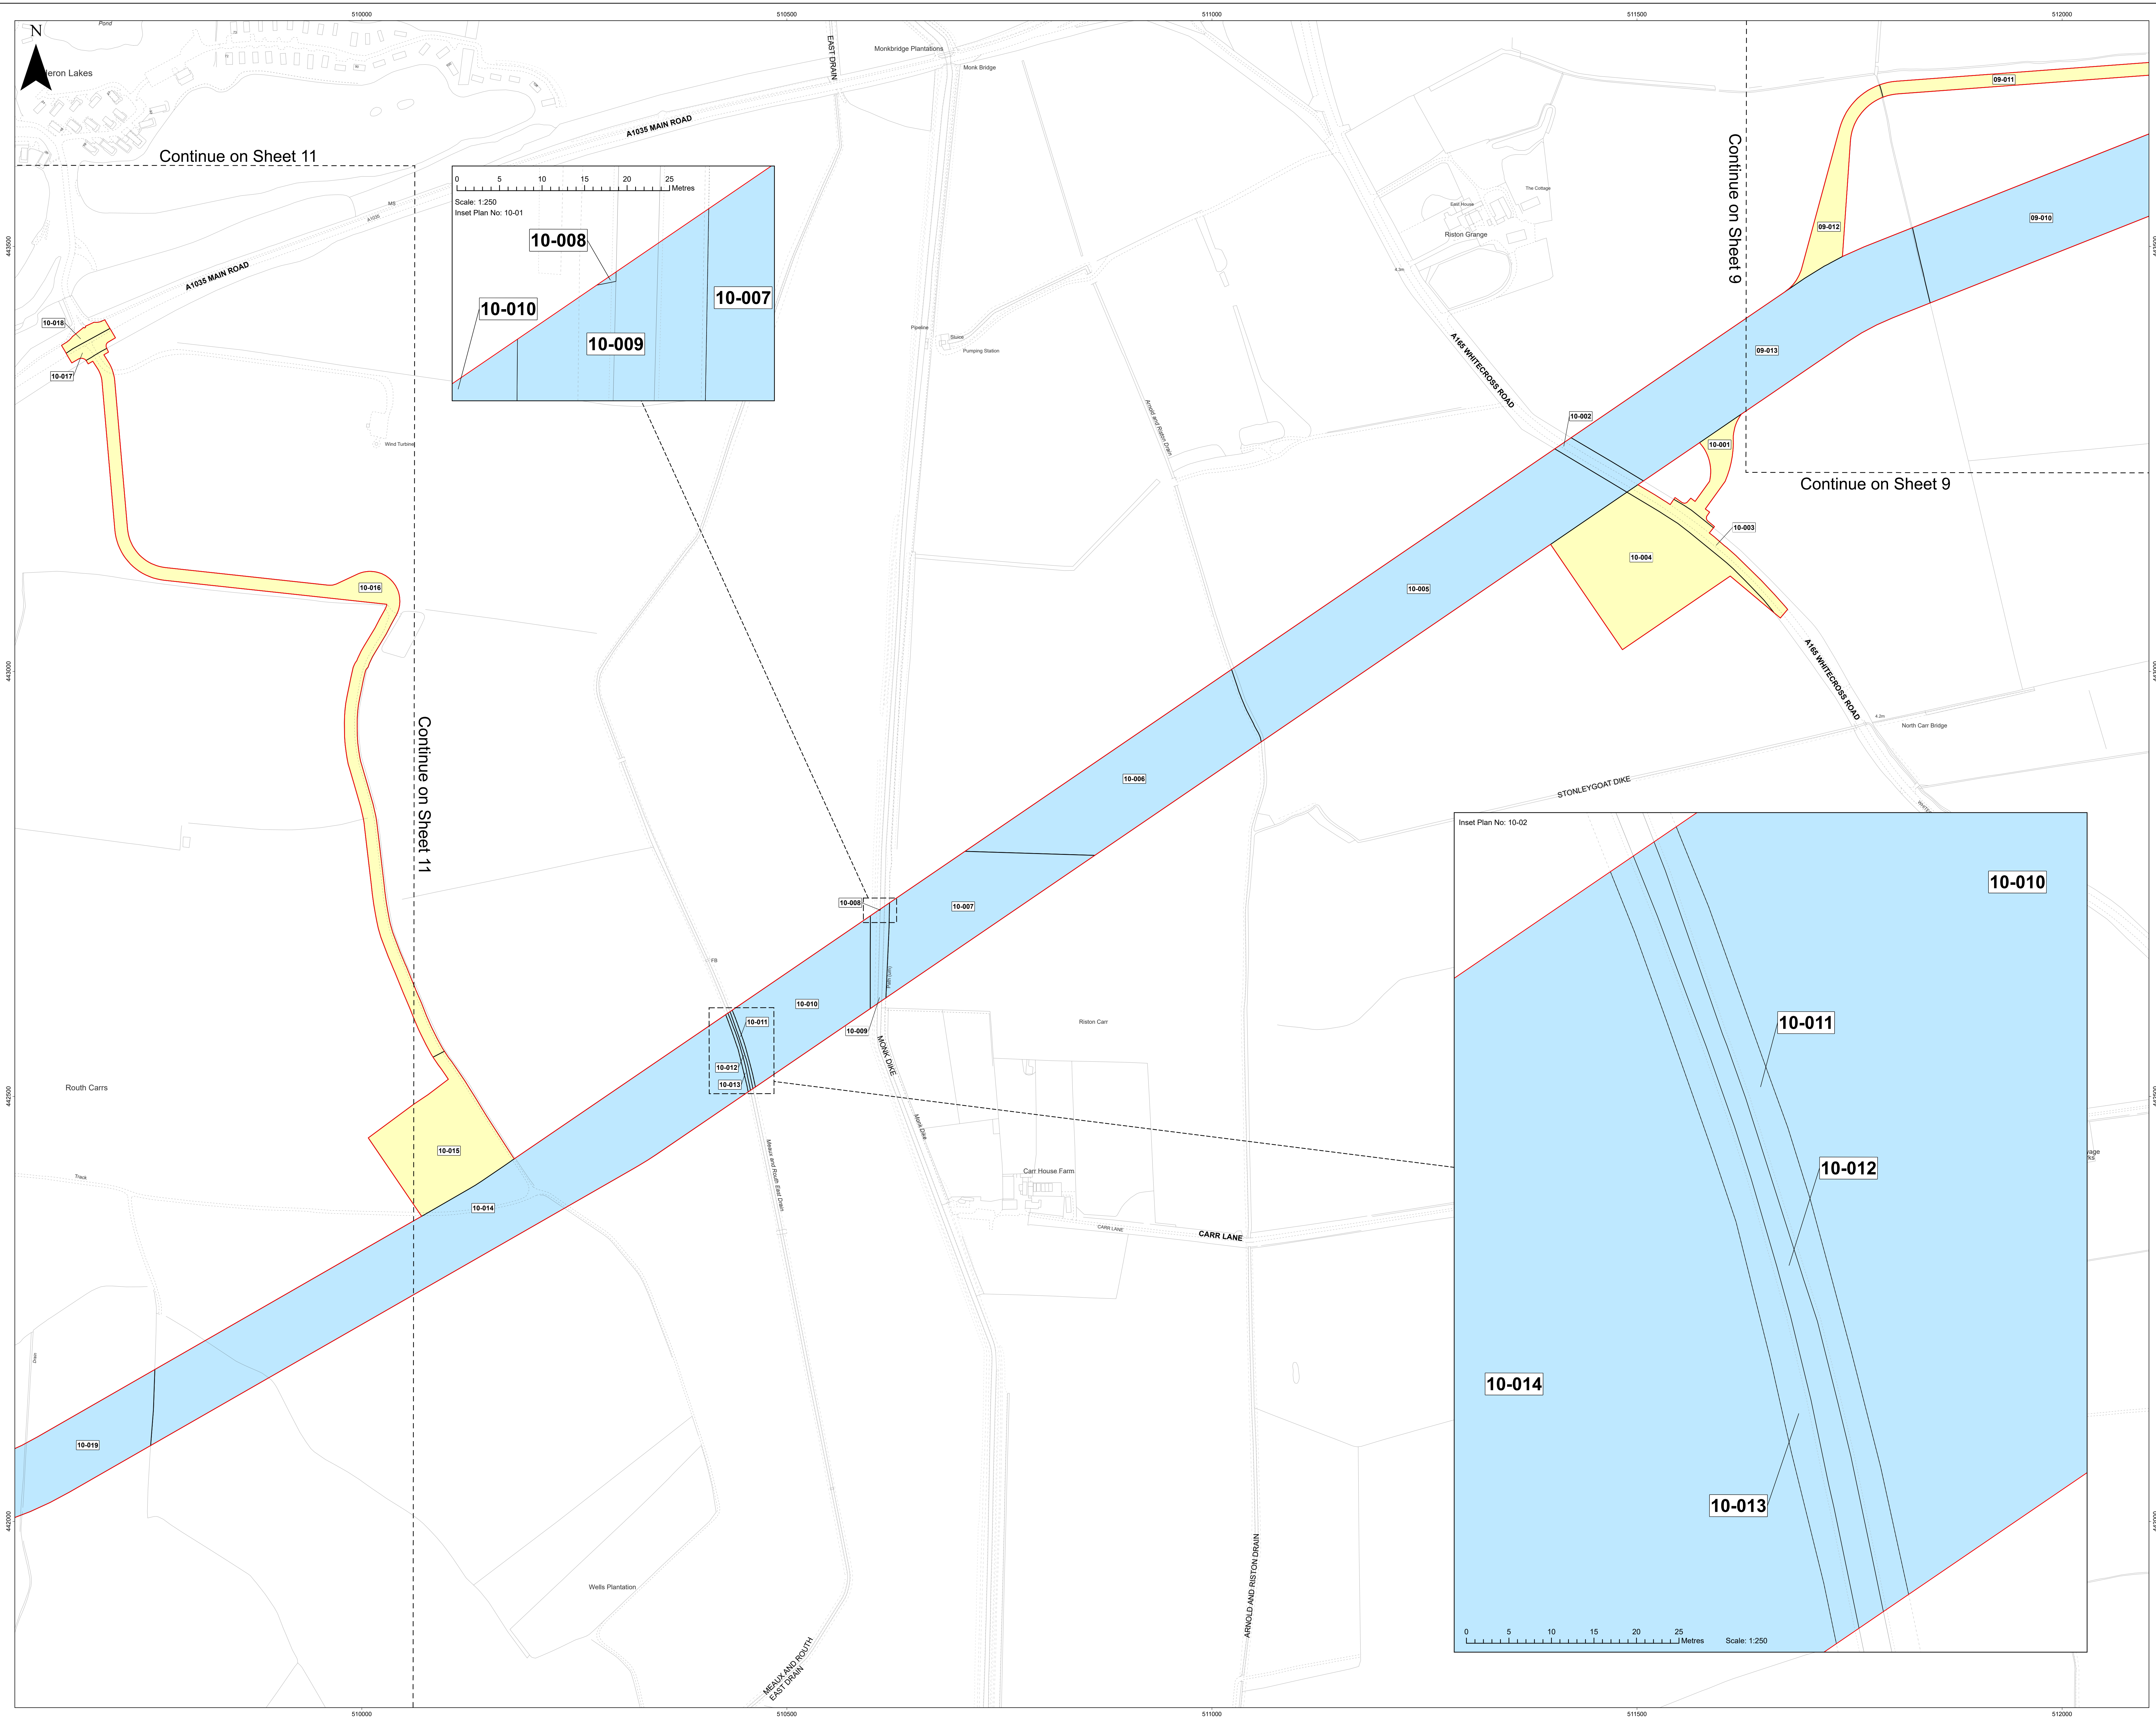 510000
510500
511000
511500
512000
N
Pond
Heron Lakes
EAST DRAIN
Monkbridge Plantations
Monk Bridge
A1035 MAIN ROAD
09-011
Continue on Sheet 11
Continue on Sheet 9
0 5 10 15 20 25
Metres
Scale: 1:250
Inset Plan No: 10-01
10-008
10-010
10-007
10-009
MS
A1035
A1035 MAIN ROAD
The Cottage
East House
Riston Grange
4.3m
09-012
09-010
443500
10-018
10-017
Pipeline
Sluice
Pumping Station
A165 WHITECROSS ROAD
09-013
Wind Turbine
Arnold and Riston Drain
10-002
10-001
Continue on Sheet 9
10-003
10-004
10-016
10-005
443000
A165 WHITECROSS ROAD
4.2m
North Carr Bridge
Continue on Sheet 11
10-006
STONLEYGOAT DIKE
Inset Plan No: 10-02
10-010
10-008
10-007
FB
Path (um)
10-010
10-011
10-009
10-012
10-013
Riston Carr
MONK DIKE
10-011
Routh Carrs
442500
Monk Dike
Meaux and Routh East Drain
10-015
Track
10-014
Carr House Farm
CARR LANE
CARR LANE
10-012
Drain
10-014
10-019
10-013
442000
ARNOLD AND RISTON DRAIN
Wells Plantation
MEAUX AND ROUTH
EAST DRAIN
0 5 10 15 20 25
Metres
Scale: 1:250
510000
510500
511000
511500
512000